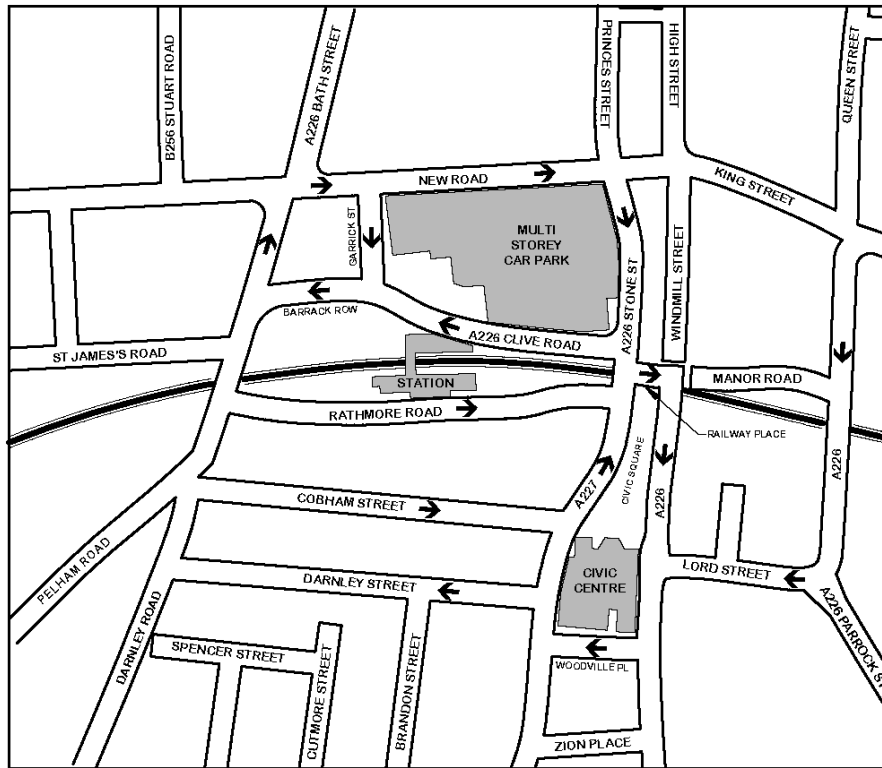 B256 STUART ROAD
A226 BATH STREET
PRINCES STREET
HIGH STREET
QUEEN STREET
NEW ROAD
KING STREET
GARRICK ST
MULTI
STOREY
CAR PARK
A226 STONE ST
WINDMILL STREET
BARRACK ROW
A226 CLIVE ROAD
ST JAMES'S ROAD
STATION
MANOR ROAD
RATHMORE ROAD
RAILWAY PLACE
CIVIC SQUARE
A227
A226
A226
COBHAM STREET
PELHAM ROAD
DARNLEY ROAD
DARNLEY STREET
CIVIC
CENTRE
LORD STREET
A226 PARROCK ST
SPENCER STREET
CUTMORE STREET
BRANDON STREET
WOODVILLE PL
ZION PLACE